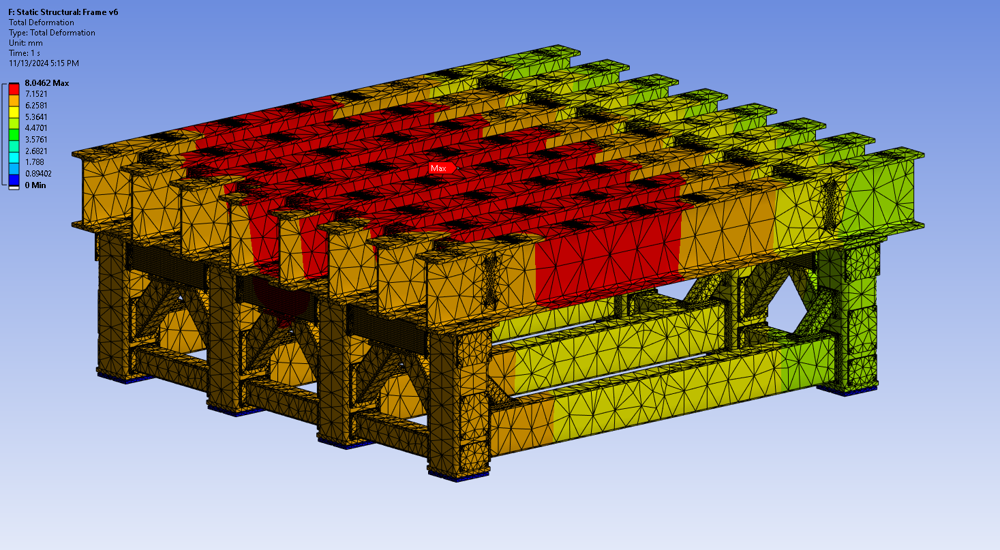 F: Static Structural: Frame v6
Total Deformation
Type: Total Deformation
Unit: mm
Time: 1 s
11/13/2024 5:15 PM
8.0462 Max
7.1521
6.2581
5.3641
4.4701
3.5761
2.6821
1.788
0.89402
0 Min
Max